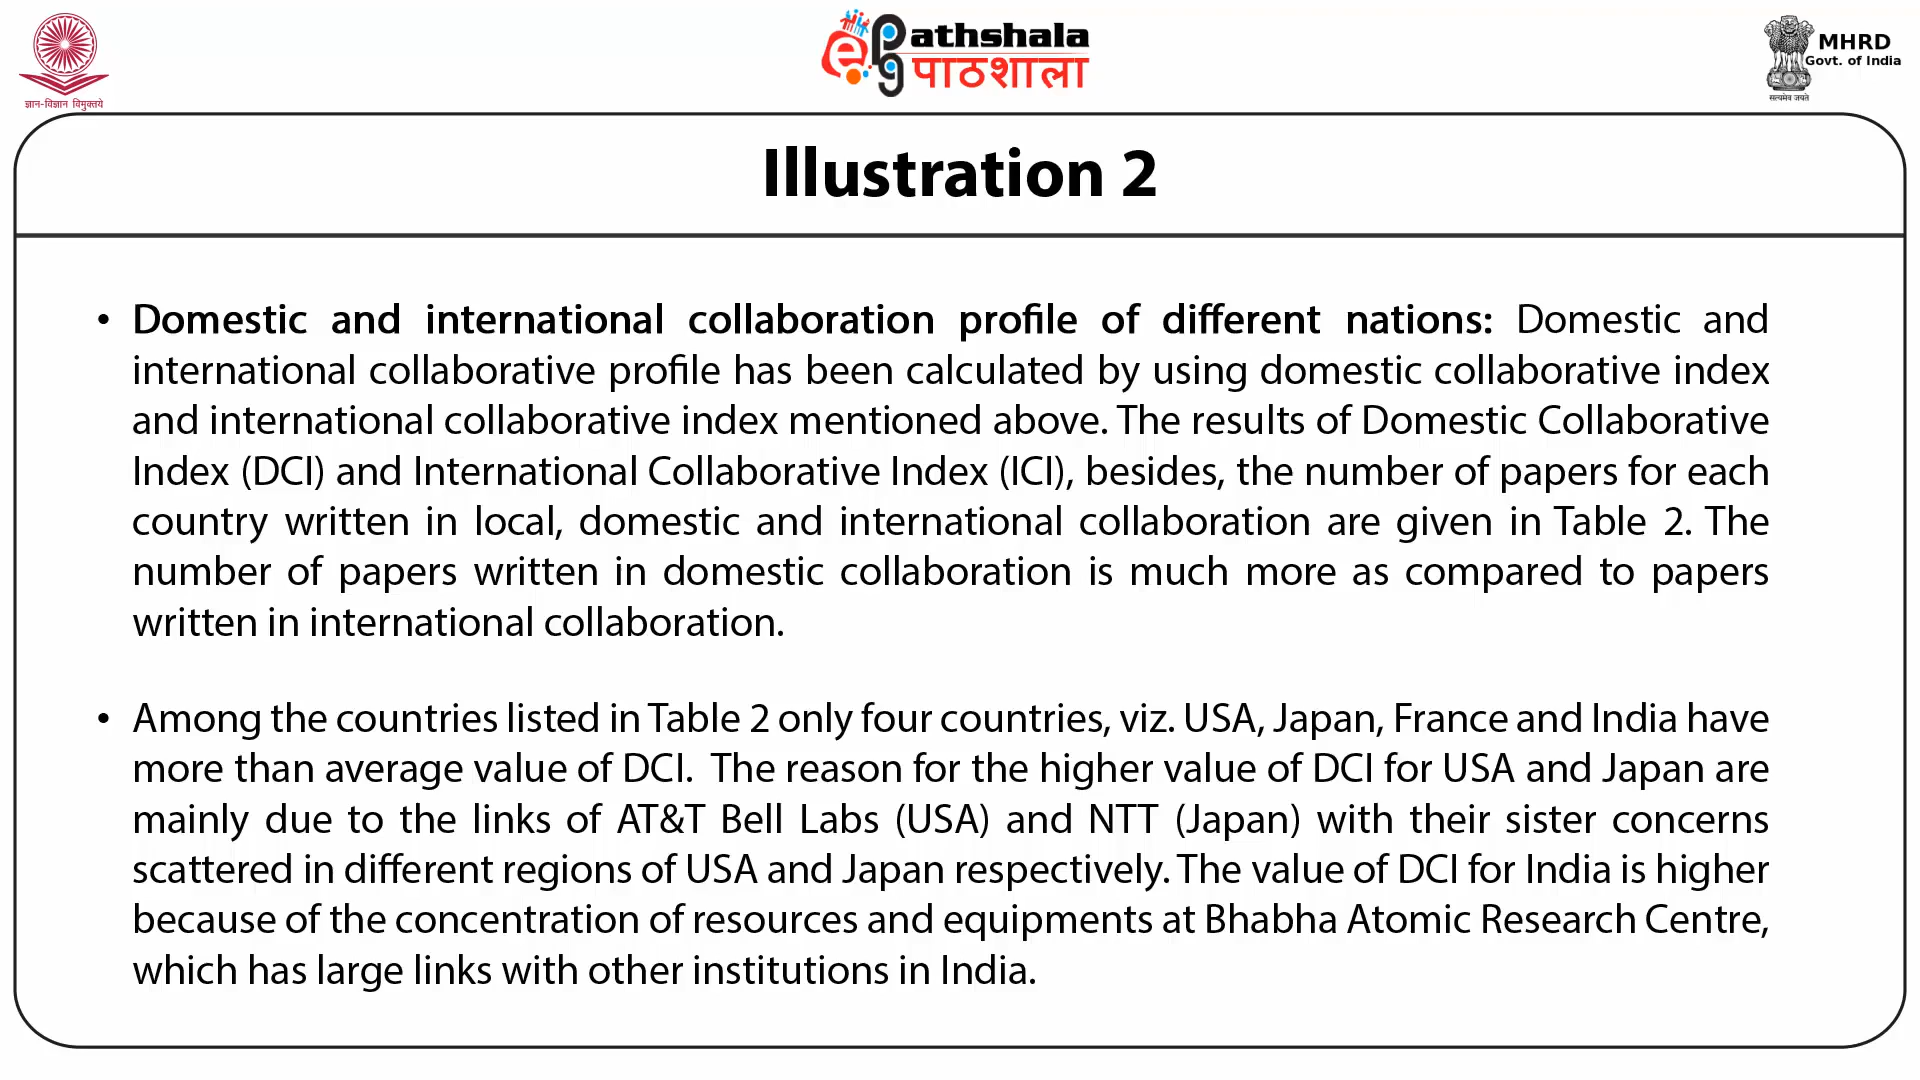 ज्ञान-विज्ञान विमुक्तये
e Pathshala
पाठशाला
MHRD
Govt. of India
सत्यमेव जयते
Illustration 2
• Domestic and international collaboration profile of different nations: Domestic and
international collaborative profile has been calculated by using domestic collaborative index
and international collaborative index mentioned above. The results of Domestic Collaborative
Index (DCI) and International Collaborative Index (ICI), besides, the number of papers for each
country written in local, domestic and international collaboration are given in Table 2. The
number of papers written in domestic collaboration is much more as compared to papers
written in international collaboration.
• Among the countries listed in Table 2 only four countries, viz. USA, Japan, France and India have
more than average value of DCI. The reason for the higher value of DCI for USA and Japan are
mainly due to the links of AT&T Bell Labs (USA) and NTT (Japan) with their sister concerns
scattered in different regions of USA and Japan respectively. The value of DCI for India is higher
because of the concentration of resources and equipments at Bhabha Atomic Research Centre,
which has large links with other institutions in India.